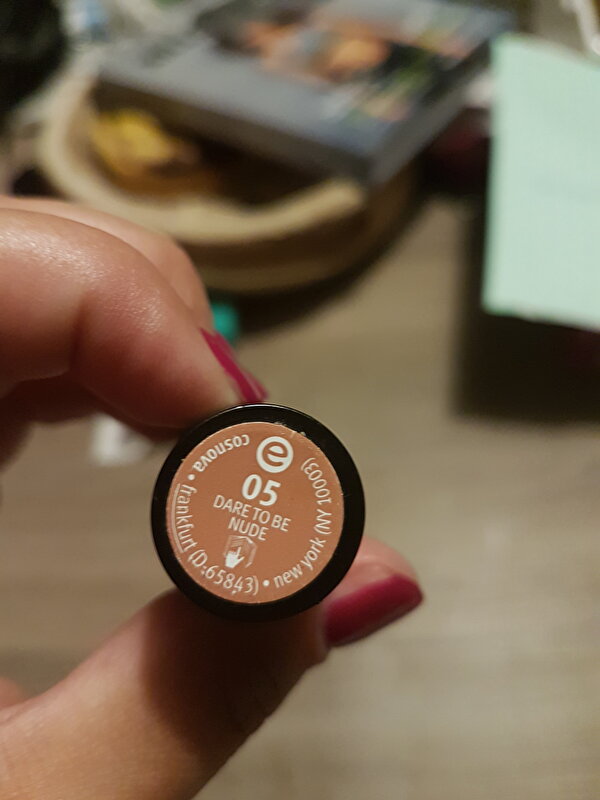 e
05
DARE TO BE
NUDE
cosnova • frankfurt (D-65843) • new york (NY 10003)